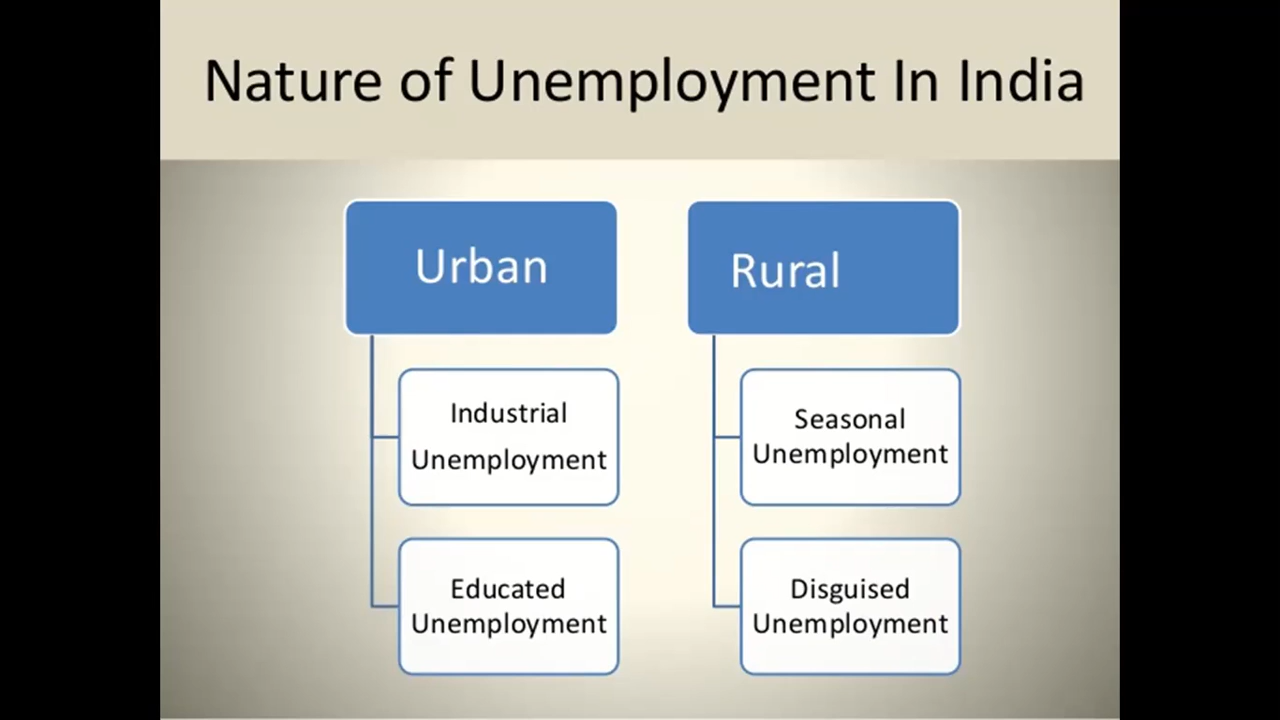 Nature of Unemployment In India
Urban
Industrial
Unemployment
Educated
Unemployment
Rural
Seasonal
Unemployment
Disguised
Unemployment